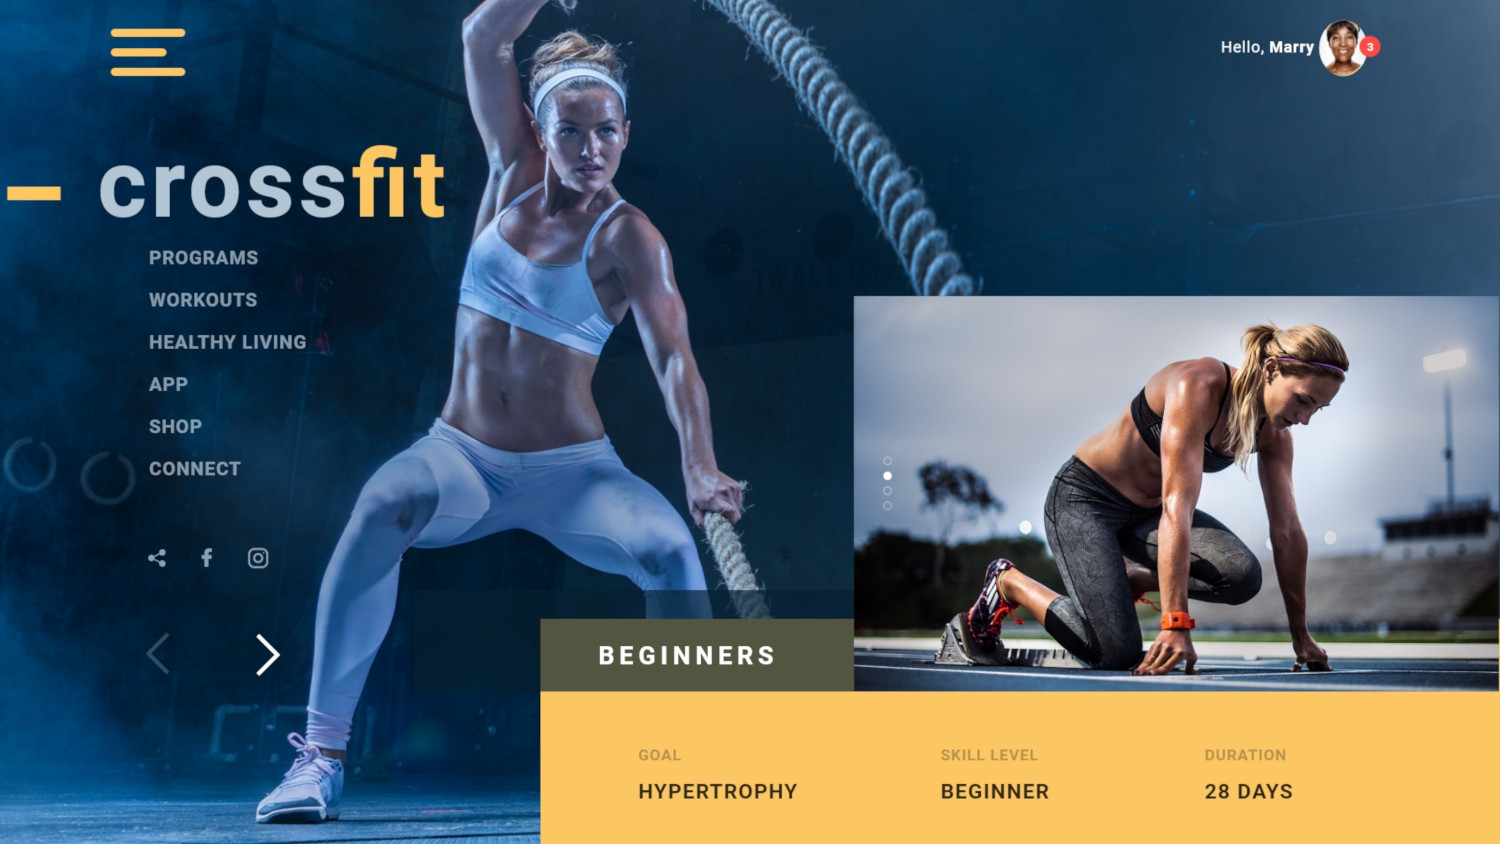 Hello, Marry
3
crossfit
PROGRAMS
WORKOUTS
HEALTHY LIVING
APP
SHOP
CONNECT
BEGINNERS
GOAL
HYPERTROPHY
SKILL LEVEL
BEGINNER
DURATION
28 DAYS